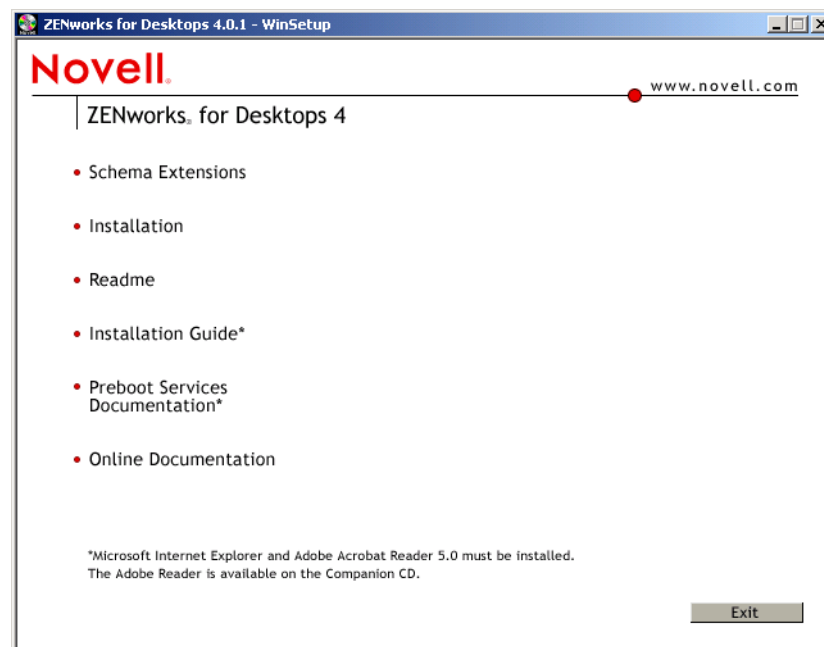 ZENworks for Desktops 4.0.1 - WinSetup
Novell.
www.novell.com
ZENworks® for Desktops 4
Schema Extensions
Installation
Readme
Installation Guide*
Preboot Services
Documentation*
Online Documentation
*Microsoft Internet Explorer and Adobe Acrobat Reader 5.0 must be installed.
The Adobe Reader is available on the Companion CD.
Exit